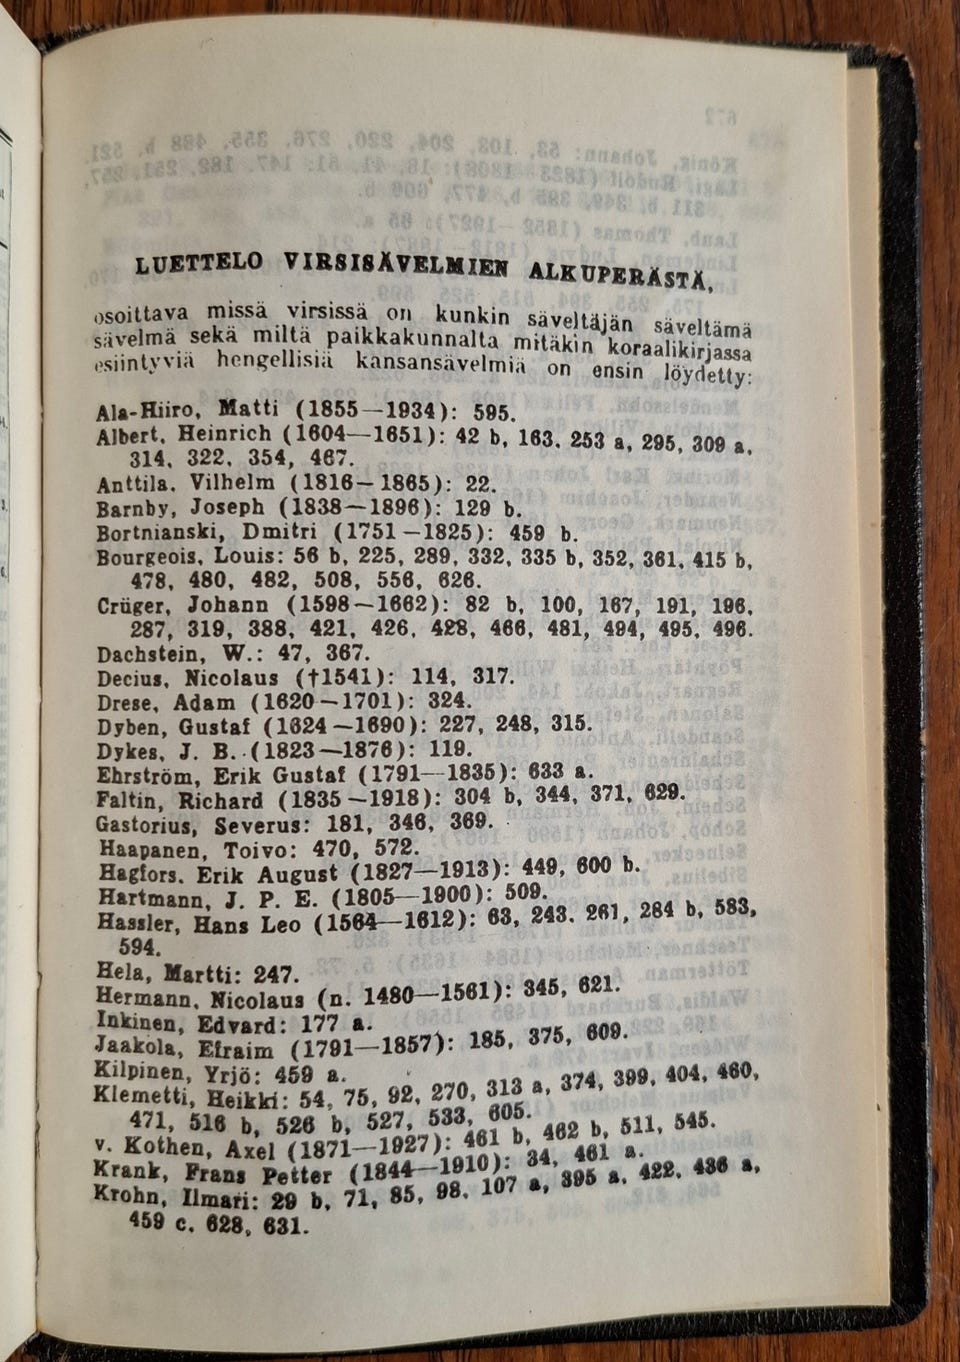 LUETTELO VIRSISÄVELMIEN ALKUPERÄSTÄ,
osoittava missä virsissä on kunkin säveltäjän säveltämä
sävelmä sekä miltä paikkakunnalta mitäkin koraalikirjassa
esiintyviä hengellisiä kansansävelmiä on ensin löydetty:
Ala-Hiiro, Matti (1855—1934): 595.
Albert, Heinrich (1604—1651): 42 b, 163, 253 a, 295, 309 a,
314, 322, 354, 467.
Anttila, Vilhelm (1816—1865): 22.
Barnby, Joseph (1838—1896): 129 b.
Bortnianski, Dmitri (1751—1825): 459 b.
Bourgeois, Louis: 56 b, 225, 289, 332, 335 b, 352, 361, 415 b,
478, 480, 482, 508, 556, 626.
Crüger, Johann (1598—1662): 82 b, 100, 167, 191, 196,
287, 319, 388, 421, 426, 428, 466, 481, 494, 495, 496.
Dachstein, W.: 47, 367.
Decius, Nicolaus (†1541): 114, 317.
Drese, Adam (1620—1701): 324.
Dyben, Gustaf (1624—1690): 227, 248, 315.
Dykes, J. B. (1823—1876): 119.
Ehrström, Erik Gustaf (1791—1835): 633 a.
Faltin, Richard (1835—1918): 304 b, 344, 371, 629.
Gastorius, Severus: 181, 346, 369.
Haapanen, Toivo: 470, 572.
Hagfors, Erik August (1827—1913): 449, 600 b.
Hartmann, J. P. E. (1805—1900): 509.
Hassler, Hans Leo (1564—1612): 63, 243, 261, 284 b, 583,
594.
Hela, Martti: 247.
Hermann, Nicolaus (n. 1480—1561): 345, 621.
Inkinen, Edvard: 177 a.
Jaakola, Efraim (1791—1857): 185, 375, 609.
Kilpinen, Yrjö: 459 a.
Klemetti, Heikki: 54, 75, 92, 270, 313 a, 374, 399, 404, 460,
471, 516 b, 526 b, 527, 533, 605.
v. Kothen, Axel (1871—1927): 461 b, 462 b, 511, 545.
Krank, Frans Petter (1844—1910): 34, 461 a.
Krohn, Ilmari: 29 b, 71, 85, 98, 107 a, 395 a, 422, 436 a,
459 c, 628, 631.